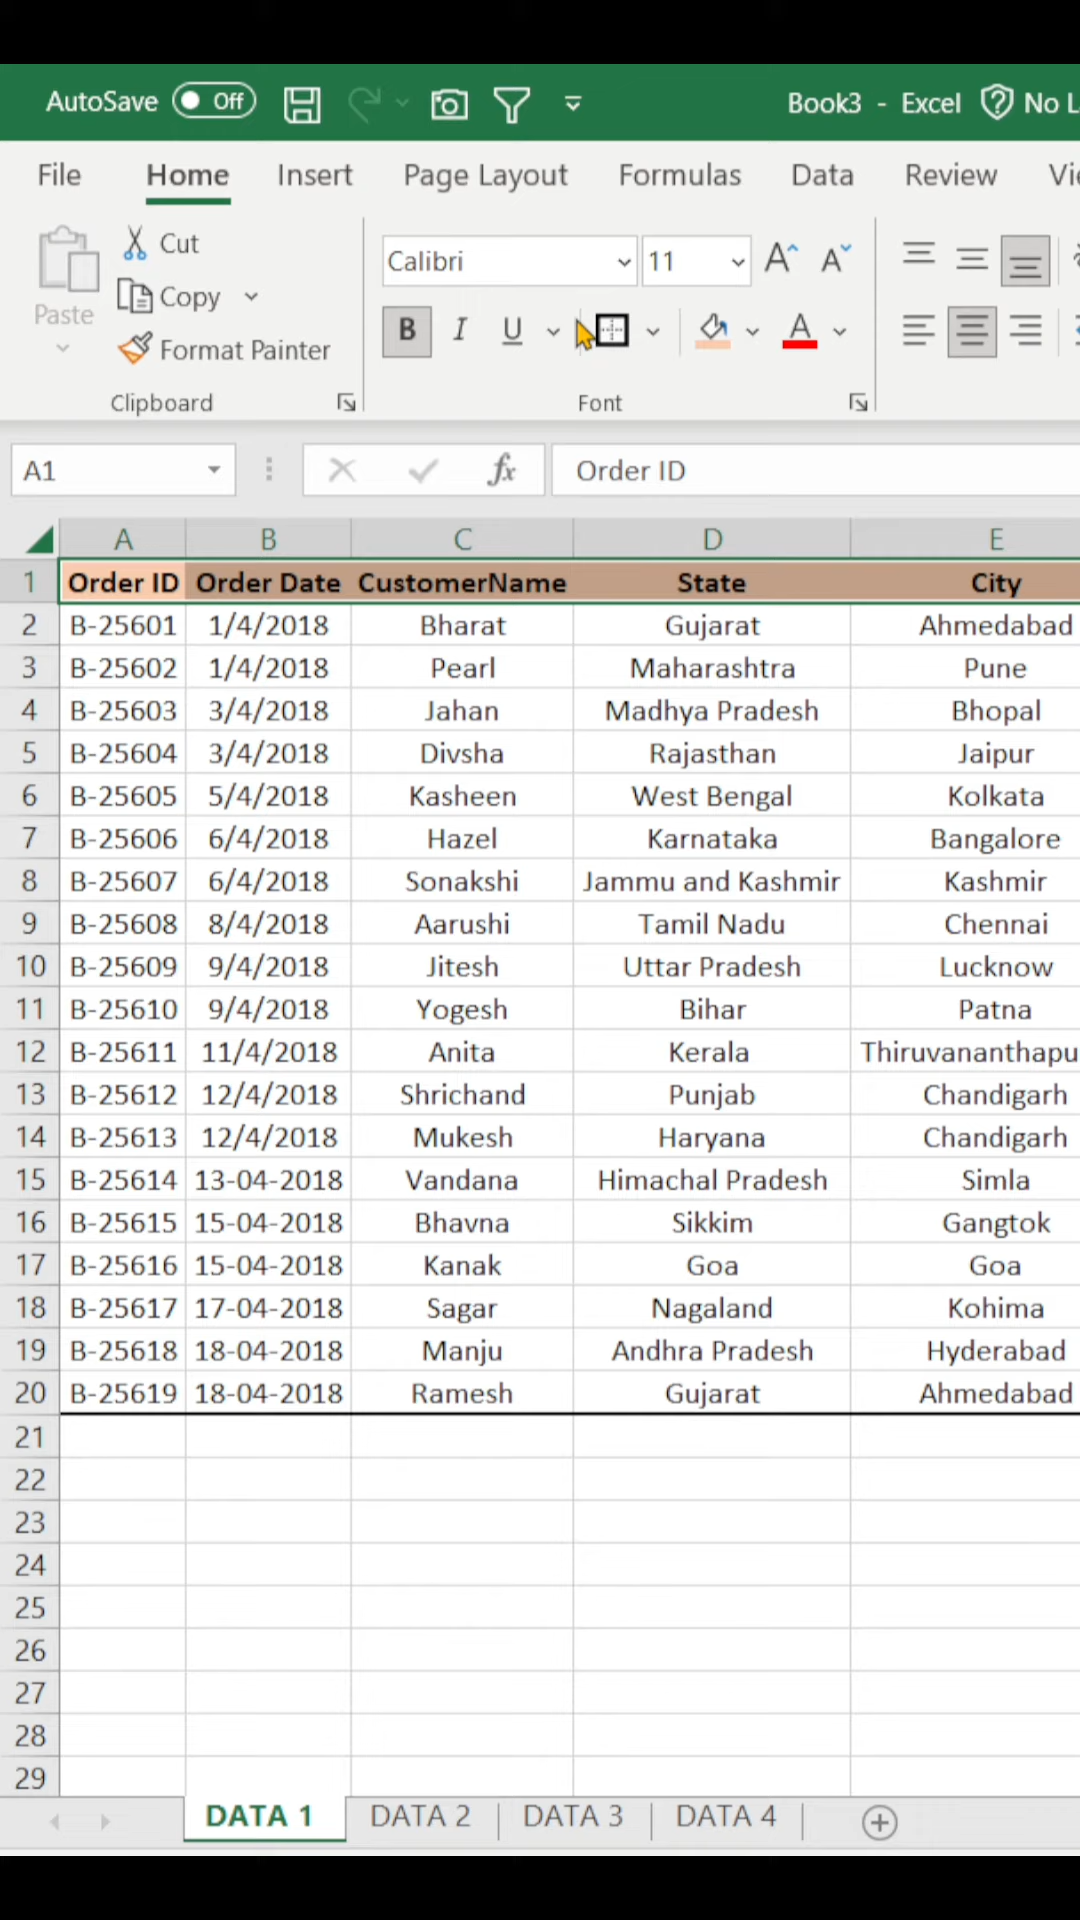 AutoSave Off Book3 - Excel No L
File Home Insert Page Layout Formulas Data Review Vie
Paste
Cut
Copy
Format Painter
Clipboard
Calibri 11 A A
B I U A
Font
A1 fx Order ID
A B C D E
1 Order ID Order Date CustomerName State City
2 B-25601 1/4/2018 Bharat Gujarat Ahmedabad
3 B-25602 1/4/2018 Pearl Maharashtra Pune
4 B-25603 3/4/2018 Jahan Madhya Pradesh Bhopal
5 B-25604 3/4/2018 Divsha Rajasthan Jaipur
6 B-25605 5/4/2018 Kasheen West Bengal Kolkata
7 B-25606 6/4/2018 Hazel Karnataka Bangalore
8 B-25607 6/4/2018 Sonakshi Jammu and Kashmir Kashmir
9 B-25608 8/4/2018 Aarushi Tamil Nadu Chennai
10 B-25609 9/4/2018 Jitesh Uttar Pradesh Lucknow
11 B-25610 9/4/2018 Yogesh Bihar Patna
12 B-25611 11/4/2018 Anita Kerala Thiruvananthapu
13 B-25612 12/4/2018 Shrichand Punjab Chandigarh
14 B-25613 12/4/2018 Mukesh Haryana Chandigarh
15 B-25614 13-04-2018 Vandana Himachal Pradesh Simla
16 B-25615 15-04-2018 Bhavna Sikkim Gangtok
17 B-25616 15-04-2018 Kanak Goa Goa
18 B-25617 17-04-2018 Sagar Nagaland Kohima
19 B-25618 18-04-2018 Manju Andhra Pradesh Hyderabad
20 B-25619 18-04-2018 Ramesh Gujarat Ahmedabad
21
22
23
24
25
26
27
28
29
DATA 1 DATA 2 DATA 3 DATA 4